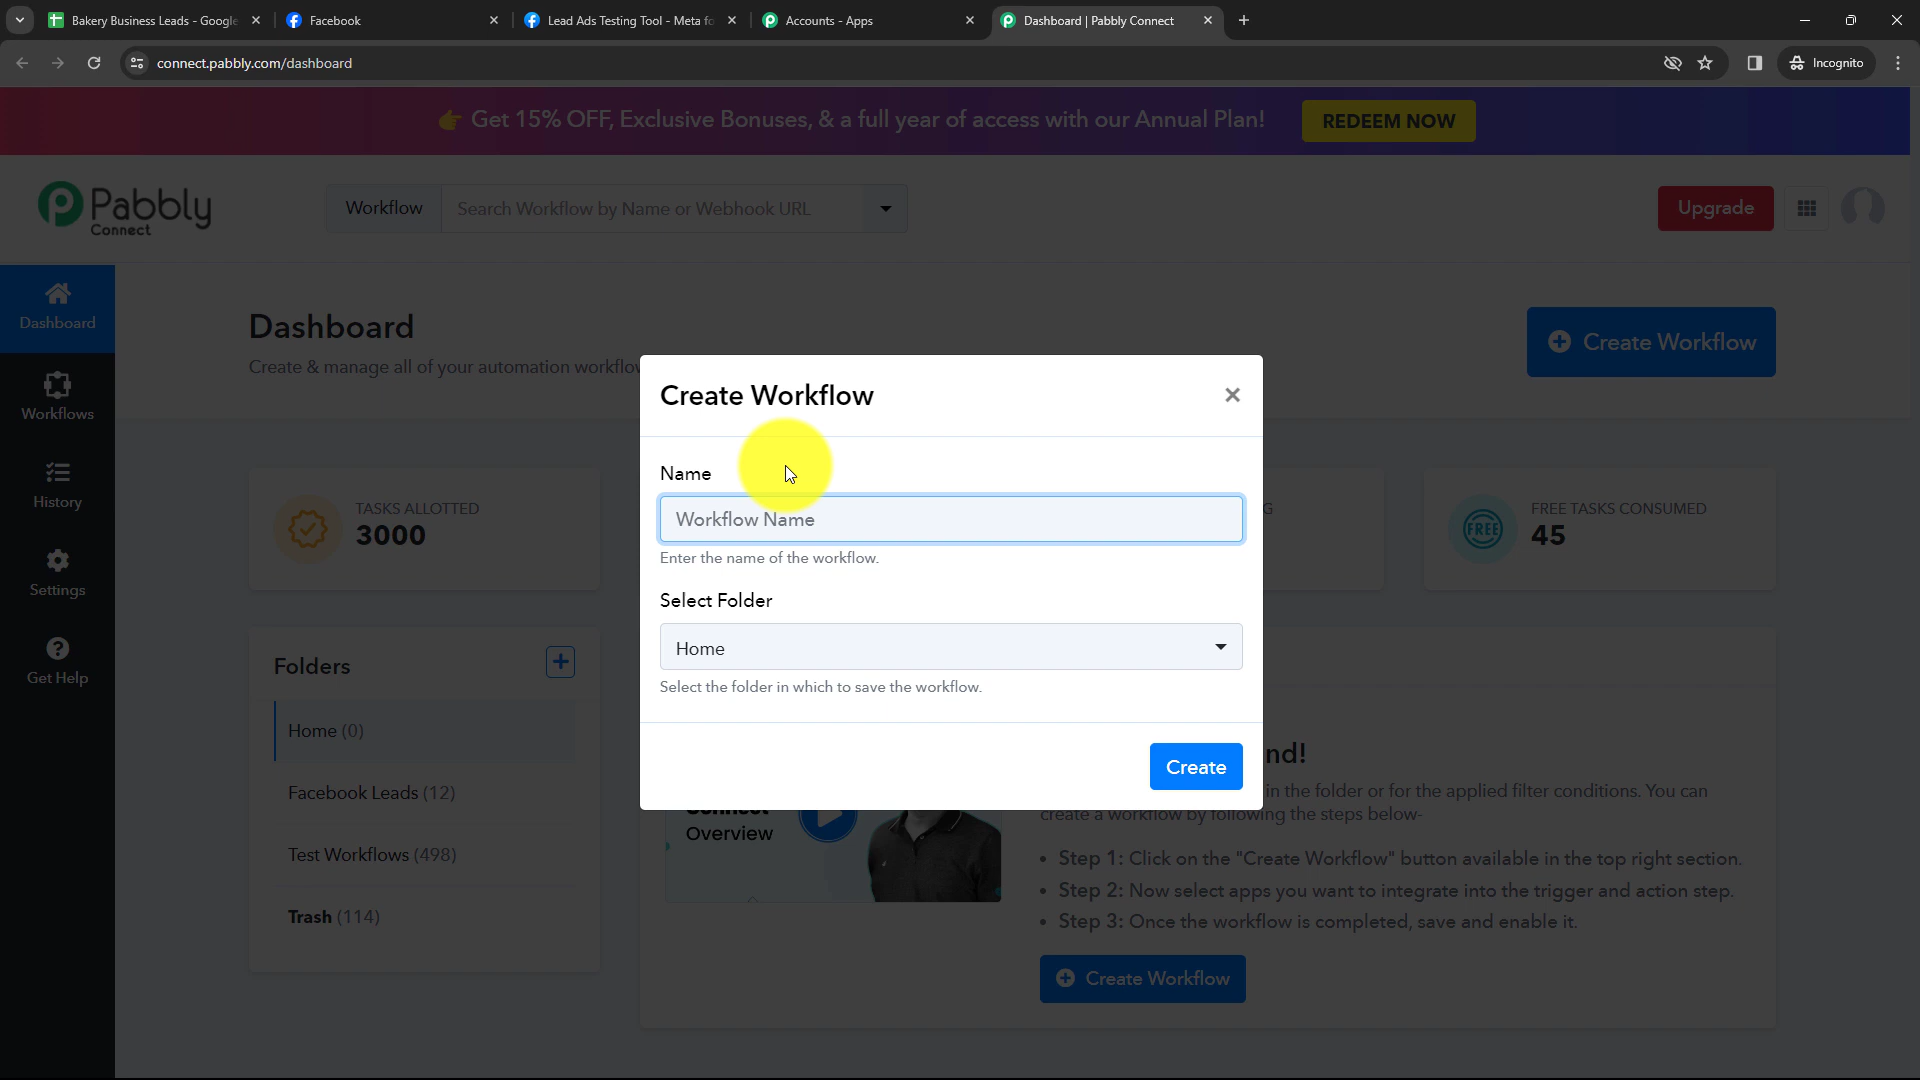 Bakery Business Leads - Google
Facebook
Lead Ads Testing Tool - Meta fo
Accounts - Apps
Dashboard | Pabbly Connect
connect.pabbly.com/dashboard
Incognito
👉 Get 15% OFF, Exclusive Bonuses, & a full year of access with our Annual Plan!
REDEEM NOW
Pabbly
Connect
Workflow
Search Workflow by Name or Webhook URL
Upgrade
Dashboard
Workflows
History
Settings
Get Help
Dashboard
Create & manage all of your automation workflow
Create Workflow
TASKS ALLOTTED
3000
G
FREE
FREE TASKS CONSUMED
45
Folders
Home (0)
Facebook Leads (12)
Test Workflows (498)
Trash (114)
Create Workflow
Name
Workflow Name
Enter the name of the workflow.
Select Folder
Home
Select the folder in which to save the workflow.
Create
Connect
Overview
nd!
in the folder or for the applied filter conditions. You can
create a workflow by following the steps below-
• Step 1: Click on the "Create Workflow" button available in the top right section.
• Step 2: Now select apps you want to integrate into the trigger and action step.
• Step 3: Once the workflow is completed, save and enable it.
Create Workflow